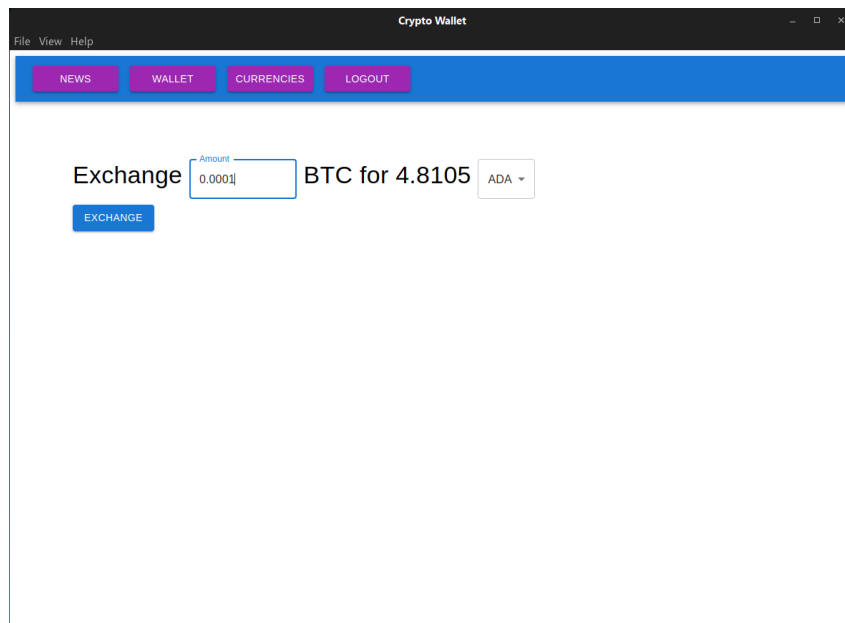 Crypto Wallet
File View Help
NEWS WALLET CURRENCIES LOGOUT
Amount
Exchange 0.0001 BTC for 4.8105 ADA
EXCHANGE